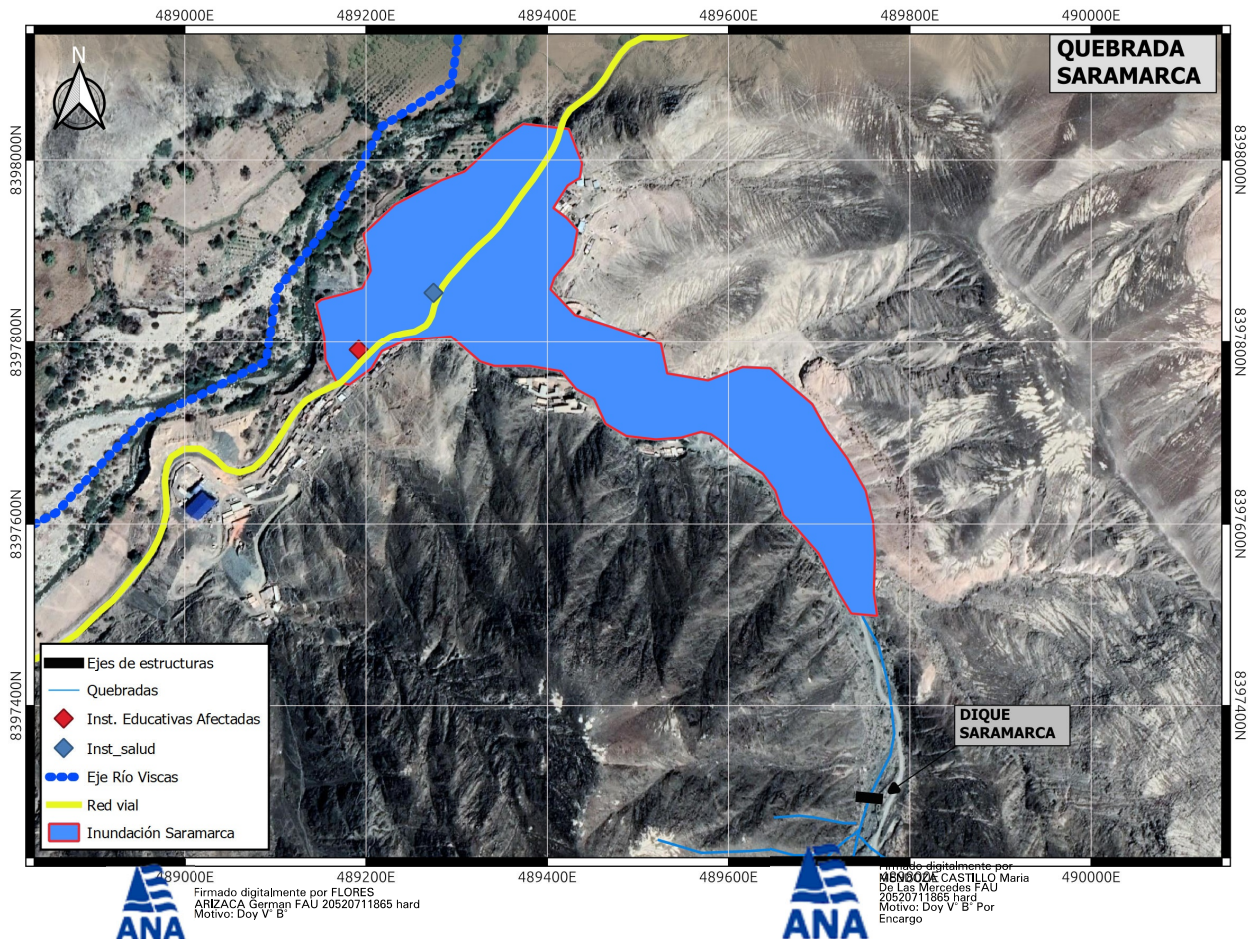 489000E 489200E 489400E 489600E 489800E 490000E
QUEBRADA
SARAMARCA
N
8398000N 8398000N
8397800N 8397800N
8397600N 8397600N
8397400N 8397400N
Ejes de estructuras
Quebradas
Inst. Educativas Afectadas
Inst_salud
Eje Río Viscas
Red vial
Inundación Saramarca
DIQUE
SARAMARCA
489000E 489200E 489400E 489600E 489800E 490000E
ANA
Firmado digitalmente por FLORES
ARIZACA German FAU 20520711865 hard
Motivo: Doy V° B°
ANA
Firmado digitalmente por
MENDOZA CASTILLO Maria
De Las Mercedes FAU
20520711865 hard
Motivo: Doy V° B° Por
Encargo